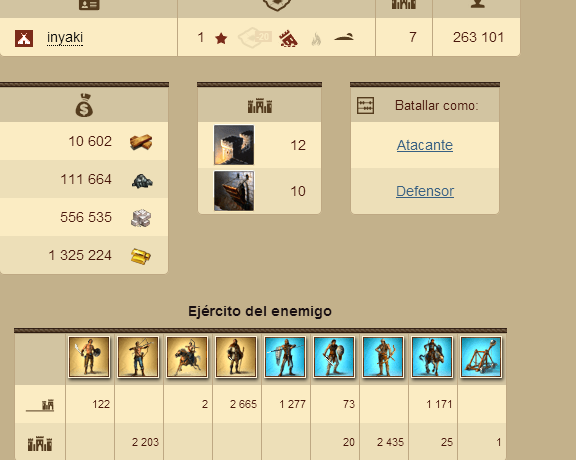 inyaki 1 7 263 101
Batallar como:
10 602 12 Atacante
111 664 10 Defensor
556 535
1 325 224
Ejército del enemigo
122 2 2 665 1 277 73 1 171
2 203 20 2 435 25 1